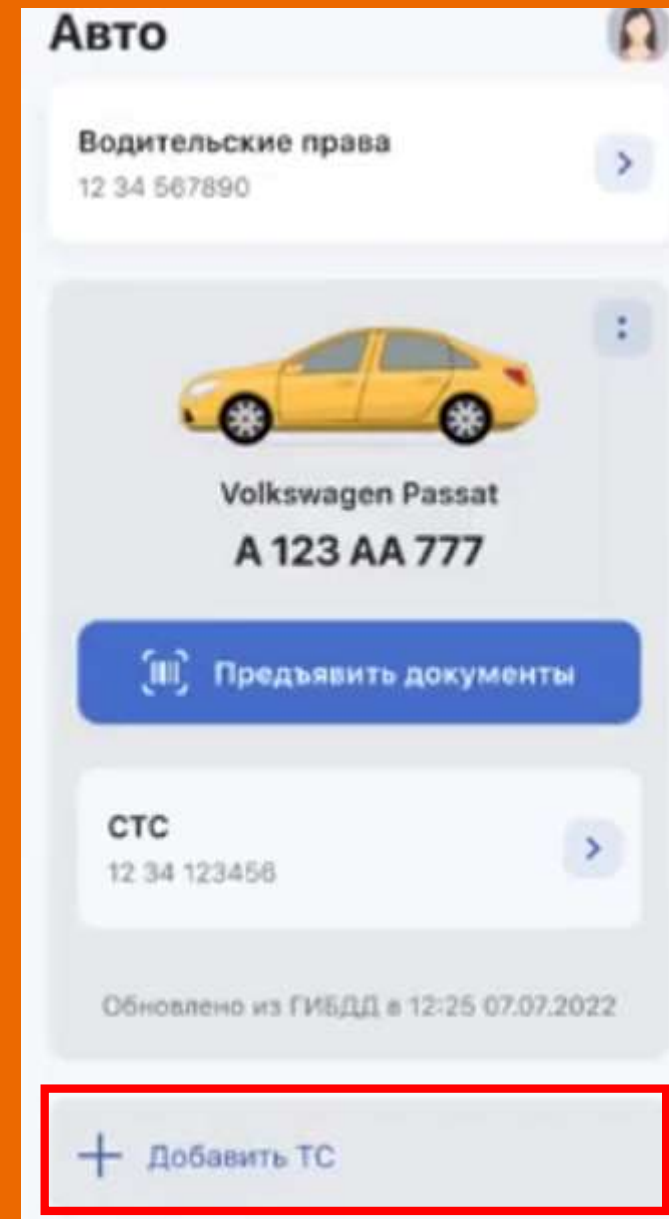 Авто
Водительские права
12 34 567890
Volkswagen Passat
А 123 АА 777
Предъявить документы
СТС
12 34 123456
Обновлено из ГИБДД в 12:25 07.07.2022
Добавить ТС